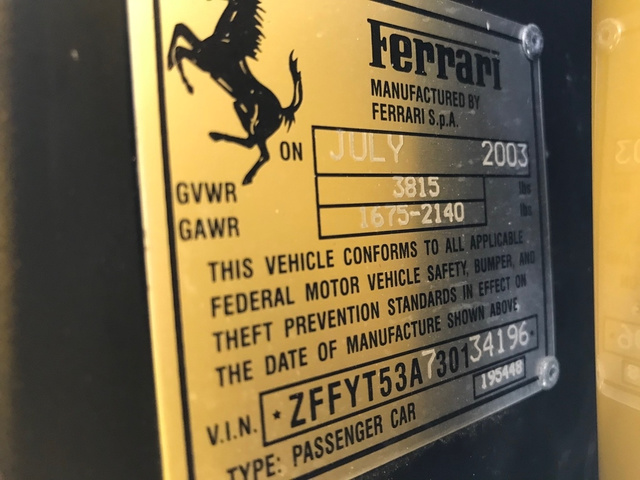 Ferrari
MANUFACTURED BY
FERRARI S.p.A.
ON JULY 2003
GVWR 3815 lbs
GAWR 1675-2140 lbs
THIS VEHICLE CONFORMS TO ALL APPLICABLE
FEDERAL MOTOR VEHICLE SAFETY, BUMPER, AND
THEFT PREVENTION STANDARDS IN EFFECT ON
THE DATE OF MANUFACTURE SHOWN ABOVE
V.I.N. *ZFFYT53A730134196*
195448
TYPE: PASSENGER CAR